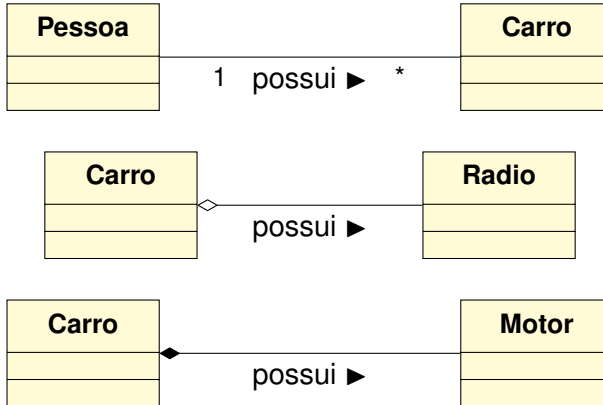 Pessoa Carro
1 possui ► *
Carro Radio
possui ►
Carro Motor
possui ►